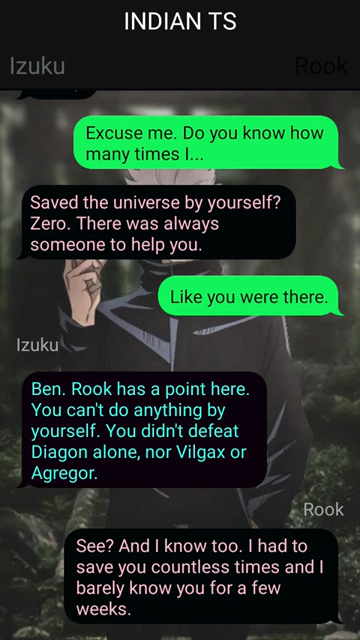 INDIAN TS
Izuku
Rook
Excuse me. Do you know how
many times I...
Saved the universe by yourself?
Zero. There was always
someone to help you.
Like you were there.
Izuku
Ben. Rook has a point here.
You can't do anything by
yourself. You didn't defeat
Diagon alone, nor Vilgax or
Agregor.
Rook
See? And I know too. I had to
save you countless times and I
barely know you for a few
weeks.